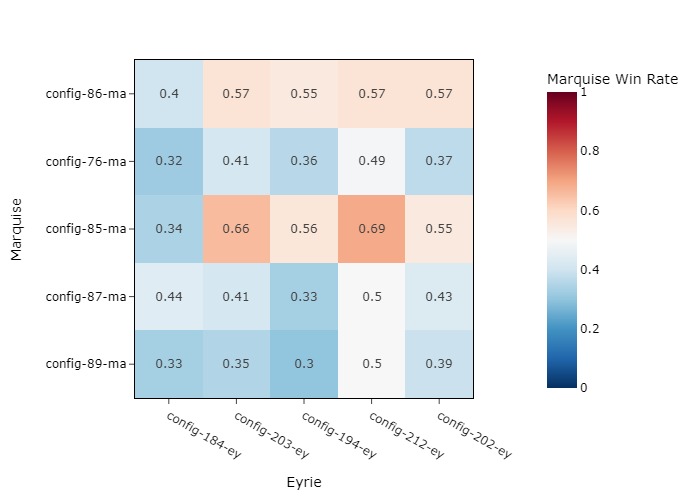 Marquise Win Rate
config-86-ma 0.4 0.57 0.55 0.57 0.57
config-76-ma 0.32 0.41 0.36 0.49 0.37
config-85-ma 0.34 0.66 0.56 0.69 0.55
config-87-ma 0.44 0.41 0.33 0.5 0.43
config-89-ma 0.33 0.35 0.3 0.5 0.39
Marquise
config-184-ey config-203-ey config-194-ey config-212-ey config-202-ey
Eyrie
1
0.8
0.6
0.4
0.2
0